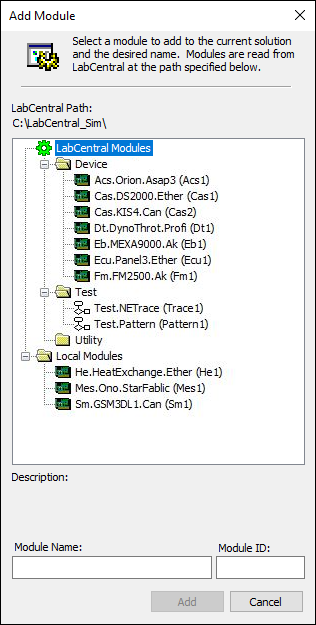 Add Module
Select a module to add to the current solution
and the desired name.  Modules are read from
LabCentral at the path specified below.
LabCentral Path:
C:\LabCentral_Sim\
LabCentral Modules
Device
Acs.Orion.Asap3 (Acs1)
Cas.DS2000.Ether (Cas1)
Cas.KIS4.Can (Cas2)
Dt.DynoThrot.Profi (Dt1)
Eb.MEXA9000.Ak (Eb1)
Ecu.Panel3.Ether (Ecu1)
Fm.FM2500.Ak (Fm1)
Test
Test.NETrace (Trace1)
Test.Pattern (Pattern1)
Utility
Local Modules
He.HeatExchange.Ether (He1)
Mes.Ono.StarFablic (Mes1)
Sm.GSM3DL1.Can (Sm1)
Description:
Module Name:
Module ID:
Add
Cancel